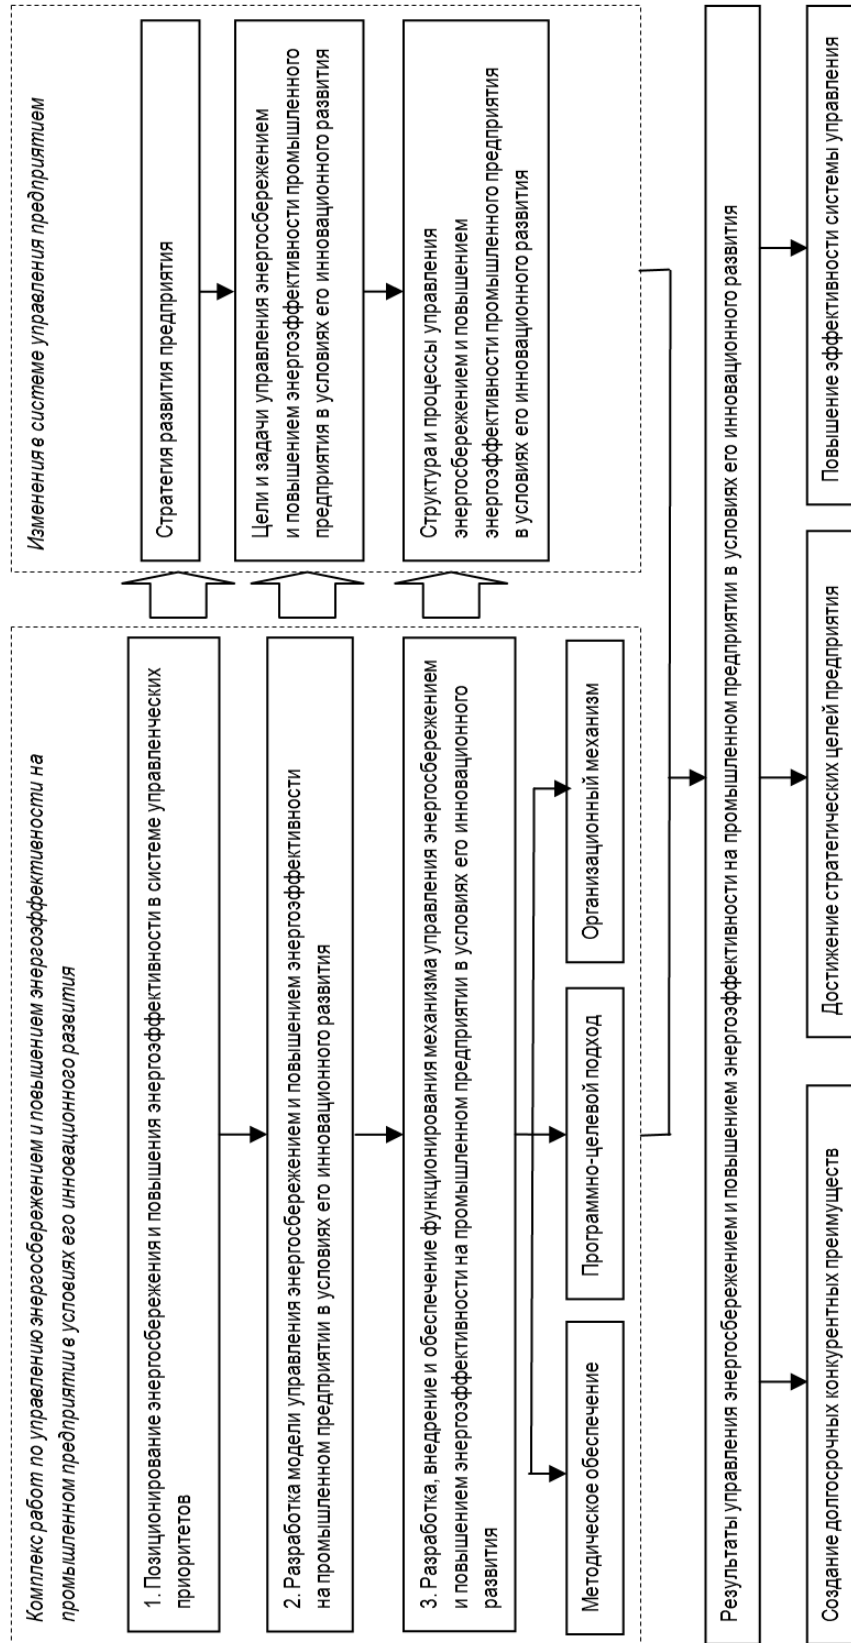 Комплекс работ по управлению энергосбережением и повышением энергоэффективности на
промышленном предприятии в условиях его инновационного развития
1. Позиционирование энергосбережения и повышения энергоэффективности в системе управленческих
приоритетов
2. Разработка модели управления энергосбережением и повышением энергоэффективности
на промышленном предприятии в условиях его инновационного развития
3. Разработка, внедрение и обеспечение функционирования механизма управления энергосбережением
и повышением энергоэффективности на промышленном предприятии в условиях его инновационного
развития
Методическое обеспечение
Программно-целевой подход
Организационный механизм
Изменения в системе управления предприятием
Стратегия развития предприятия
Цели и задачи управления энергосбережением
и повышением энергоэффективности промышленного
предприятия в условиях его инновационного развития
Структура и процессы управления
энергосбережением и повышением
энергоэффективности промышленного предприятия
в условиях его инновационного развития
Результаты управления энергосбережением и повышением энергоэффективности на промышленном предприятии в условиях его инновационного развития
Создание долгосрочных конкурентных преимуществ
Достижение стратегических целей предприятия
Повышение эффективности системы управления